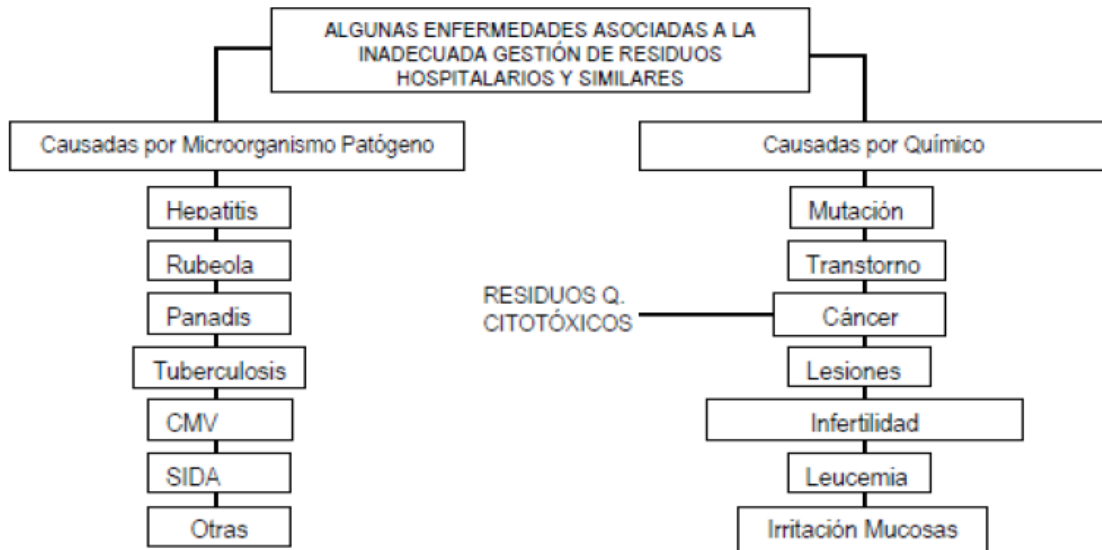 ALGUNAS ENFERMEDADES ASOCIADAS A LA
INADECUADA GESTIÓN DE RESIDUOS
HOSPITALARIOS Y SIMILARES
Causadas por Microorganismo Patógeno
Hepatitis
Rubeola
Panadis
Tuberculosis
CMV
SIDA
Otras
Causadas por Químico
Mutación
Transtorno
RESIDUOS Q.
CITOTÓXICOS
Cáncer
Lesiones
Infertilidad
Leucemia
Irritación Mucosas